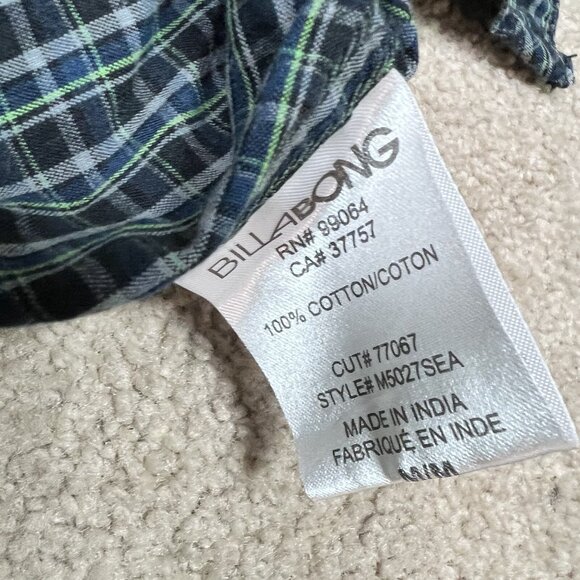 BILLABONG
RN# 99064
CA# 37757
100% COTTON/COTON
CUT# 77067
STYLE# M5027SEA
MADE IN INDIA
FABRIQUÉ EN INDE
M/M